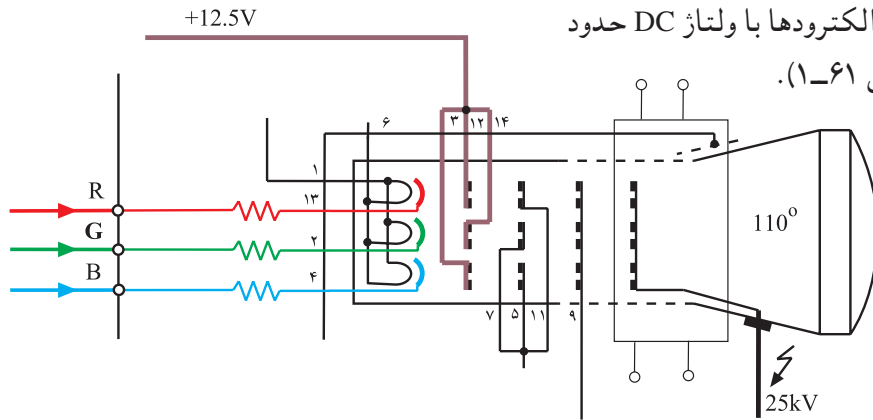 +12.5V
الکترودها با ولتاژ DC حدود
۶۱ــ۱).
۳ ۱۲ ۱۴
۶
۱
R
۱۳
G
۲
B
۴
110°
۷ ۵ ۱۱ ۹
25kV